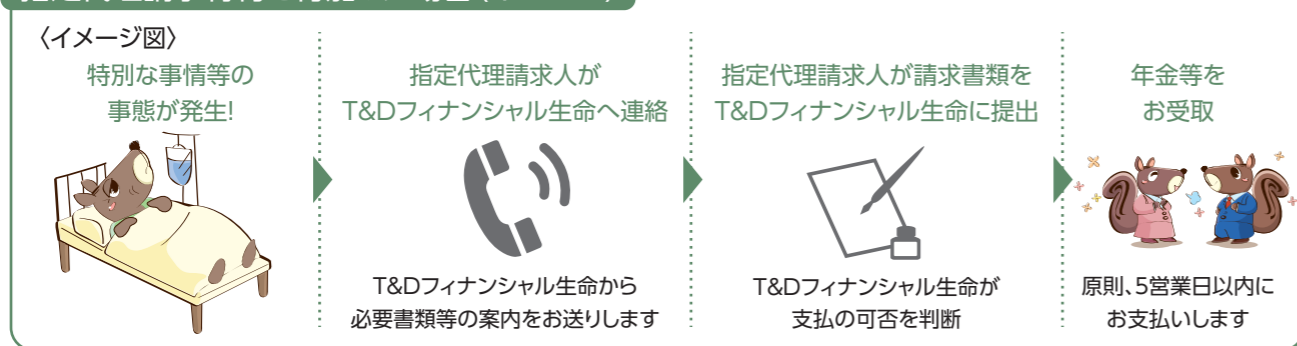 〈イメージ図〉
特別な事情等の
事態が発生!
指定代理請求人が
T&Dフィナンシャル生命へ連絡
T&Dフィナンシャル生命から
必要書類等の案内をお送りします
指定代理請求人が請求書類を
T&Dフィナンシャル生命に提出
T&Dフィナンシャル生命が
支払の可否を判断
年金等を
お受取
原則、5営業日以内に
お支払いします